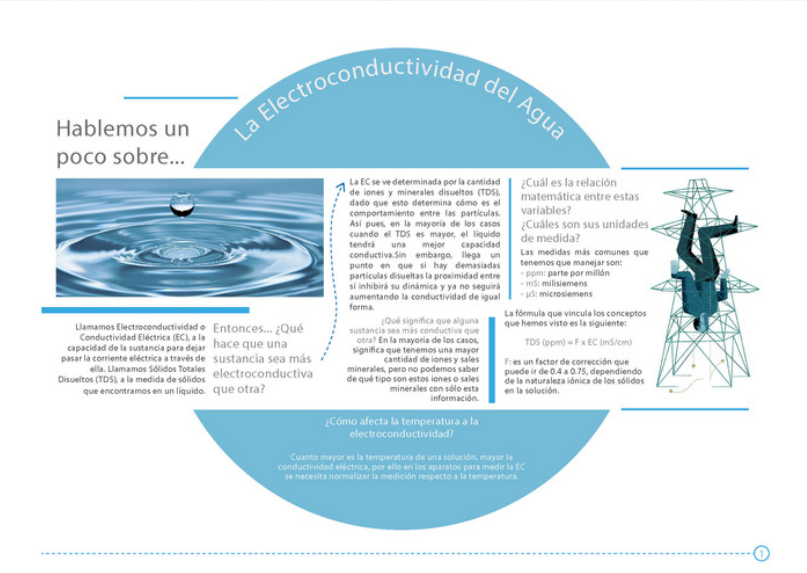 La Electroconductividad del Agua
Hablemos un
poco sobre...
Llamamos Electroconductividad o
Conductividad Eléctrica (EC), a la
capacidad de la sustancia para dejar
pasar la corriente eléctrica a través de
ella. Llamamos Sólidos Totales
Disueltos (TDS), a la medida de sólidos
que encontramos en un líquido.
Entonces... ¿Qué
hace que una
sustancia sea más
electroconductiva
que otra?
La EC se ve determinada por la cantidad
de iones y minerales disueltos (TDS),
dado que esto determina cómo es el
comportamiento entre las partículas.
Así pues, en la mayoría de los casos
cuando el TDS es mayor, el líquido
tendrá una mejor capacidad
conductiva.Sin embargo, llega un
punto en que si hay demasiadas
partículas disueltas la proximidad entre
sí inhibirá su dinámica y ya no seguirá
aumentando la conductividad de igual
forma.
¿Qué significa que alguna
sustancia sea más conductiva que
otra? En la mayoría de los casos,
significa que tenemos una mayor
cantidad de iones y sales
minerales, pero no podemos saber
de qué tipo son estos iones o sales
minerales con sólo esta
información.
¿Cuál es la relación
matemática entre estas
variables?
¿Cuáles son sus unidades
de medida?
Las medidas más comunes que
tenemos que manejar son:
- ppm: parte por millón
- mS: milisiemens
- µS: microsiemens
La fórmula que vincula los conceptos
que hemos visto es la siguiente:
TDS (ppm) = F x EC (mS/cm)
F: es un factor de corrección que
puede ir de 0.4 a 0.75, dependiendo
de la naturaleza iónica de los sólidos
en la solución.
¿Cómo afecta la temperatura a la
electroconductividad?
Cuanto mayor es la temperatura de una solución, mayor la
conductividad eléctrica, por ello en los aparatos para medir la EC
se necesita normalizar la medición respecto a la temperatura.
1